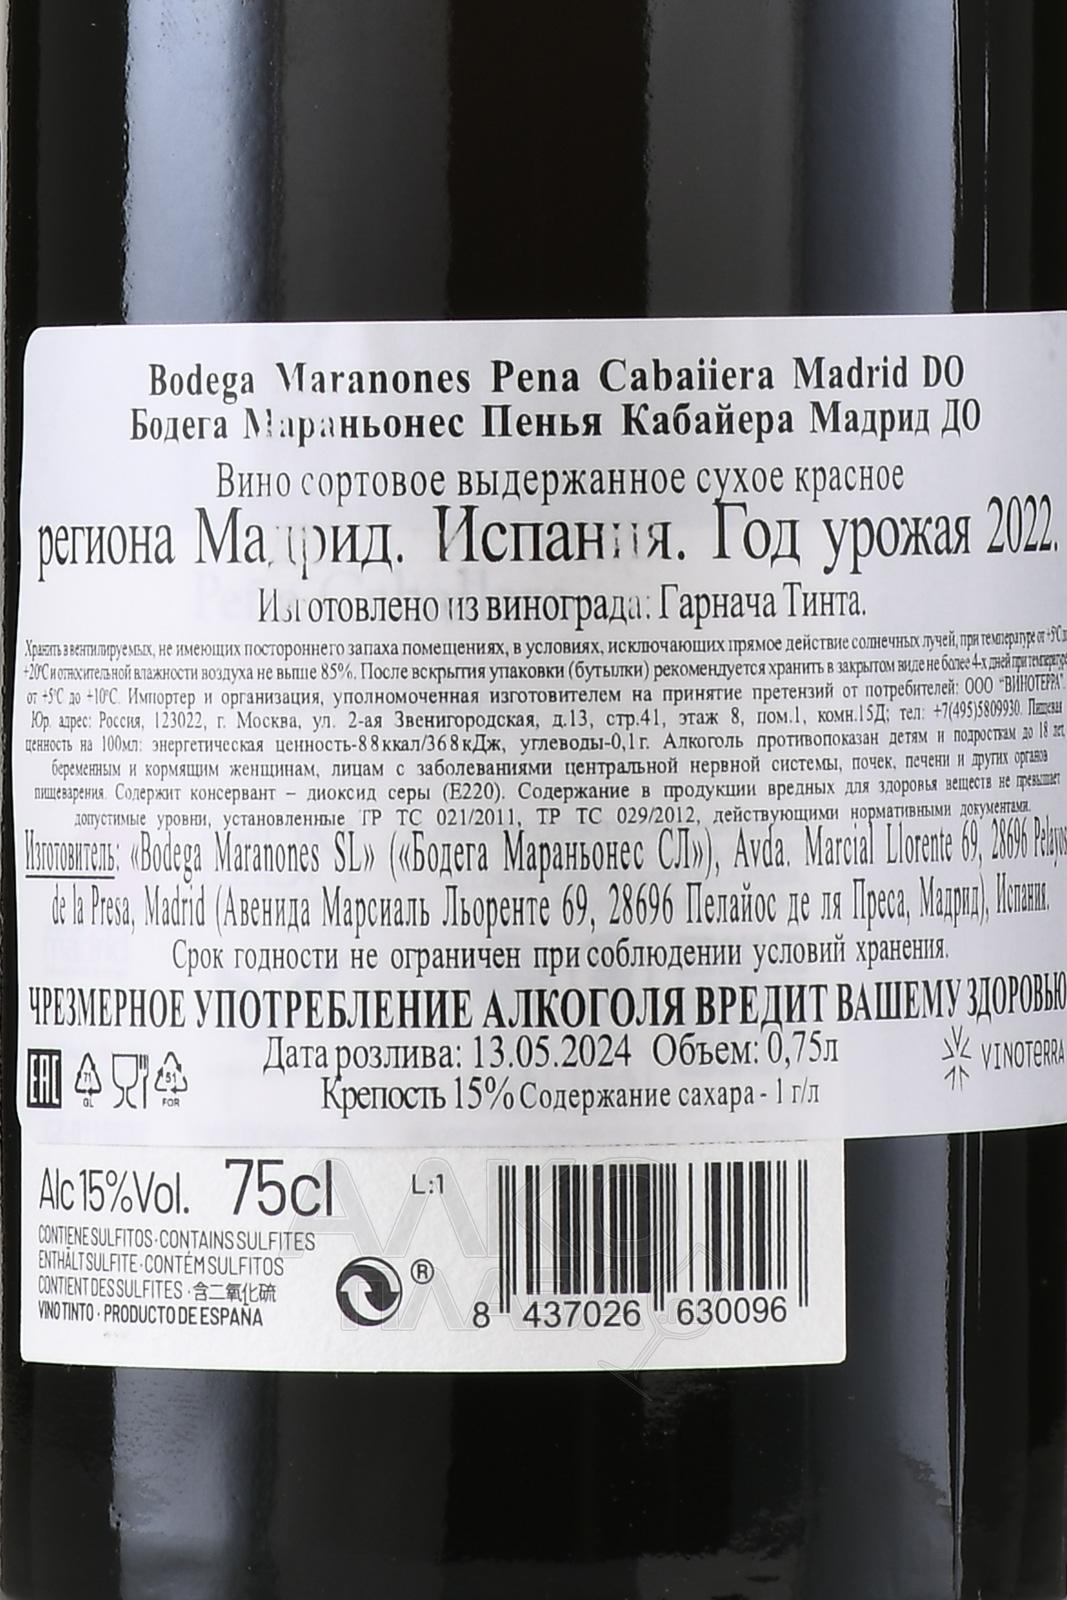 Bodega Maranones Pena Cabaiiera Madrid DO
Бодега Мараньонес Пенья Кабайера Мадрид ДО
Вино сортовое выдержанное сухое красное
региона Мадрид. Испания. Год урожая 2022.
Изготовлено из винограда: Гарнача Тинта.
Хранить в вентилируемых, не имеющих постороннего запаха помещениях, в условиях, исключающих прямое действие солнечных лучей, при температуре от +5°С до
+20°С и относительной влажности воздуха не выше 85%. После вскрытия упаковки (бутылки) рекомендуется хранить в закрытом виде не более 4-х дней при температуре
от +5°С до +10°С. Импортер и организация, уполномоченная изготовителем на принятие претензий от потребителей: ООО "ВИНОТЕРРА".
Юр. адрес: Россия, 123022, г. Москва, ул. 2-ая Звенигородская, д.13, стр.41, этаж 8, пом.1, комн.15Д; тел: +7(495)5809930. Пищевая
ценность на 100мл: энергетическая ценность-88ккал/368кДж, углеводы-0,1г. Алкоголь противопоказан детям и подросткам до 18 лет,
беременным и кормящим женщинам, лицам с заболеваниями центральной нервной системы, почек, печени и других органов
пищеварения. Содержит консервант – диоксид серы (Е220). Содержание в продукции вредных для здоровья веществ не превышает
допустимые уровни, установленные ТР ТС 021/2011, ТР ТС 029/2012, действующими нормативными документами.
Изготовитель: «Bodega Maranones SL» («Бодега Мараньонес СЛ»), Avda. Marcial Llorente 69, 28696 Pelayos
de la Presa, Madrid (Авенида Марсиаль Льоренте 69, 28696 Пелайос де ля Преса, Мадрид), Испания.
Срок годности не ограничен при соблюдении условий хранения.
ЧРЕЗМЕРНОЕ УПОТРЕБЛЕНИЕ АЛКОГОЛЯ ВРЕДИТ ВАШЕМУ ЗДОРОВЬЮ
Дата розлива: 13.05.2024 Объем: 0,75л
Крепость 15% Содержание сахара - 1 г/л
EAC 71 GL 51 FOR
VINOTERRA
Alc 15%Vol. 75cl L:1
CONTIENE SULFITOS · CONTAINS SULFITES
ENTHÄLT SULFITE · CONTÉM SULFITOS
CONTIENT DES SULFITES · 含二氧化硫
VINO TINTO · PRODUCTO DE ESPAÑA
®
8 437026 630096